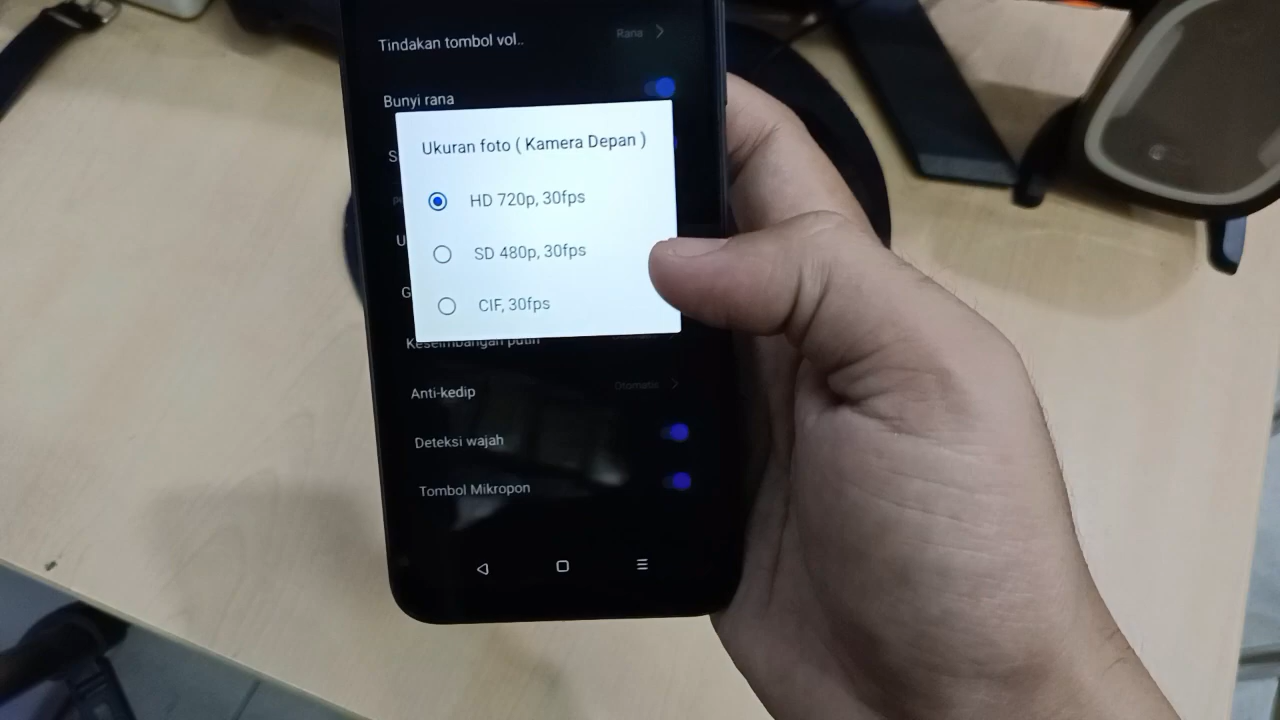 Tindakan tombol vol..
Rana
Bunyi rana
Ukuran foto ( Kamera Depan )
HD 720p, 30fps
SD 480p, 30fps
CIF, 30fps
Keseimbangan putih
Anti-kedip
Otomatis
Deteksi wajah
Tombol Mikropon